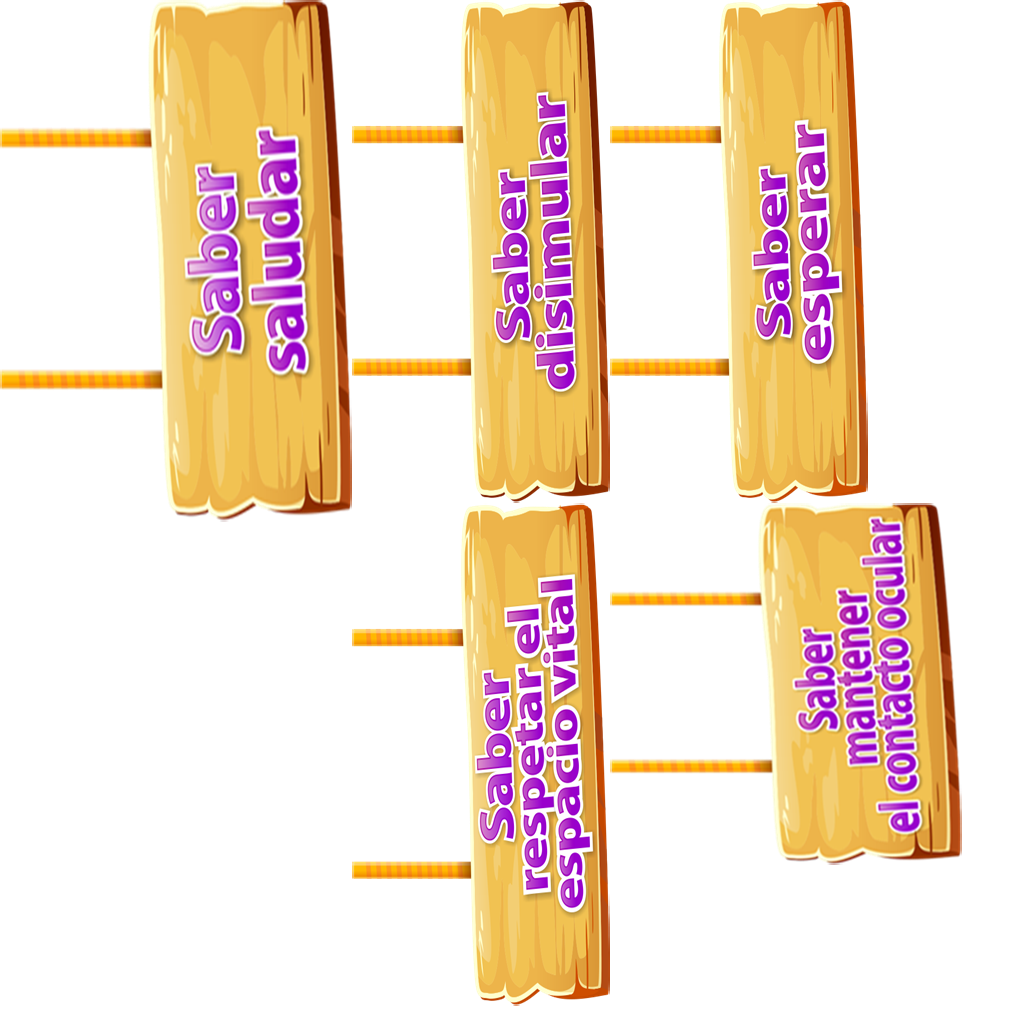 Saber
saludar
Saber
disimular
Saber
esperar
Saber
respetar el
espacio vital
Saber
mantener
el contacto ocular